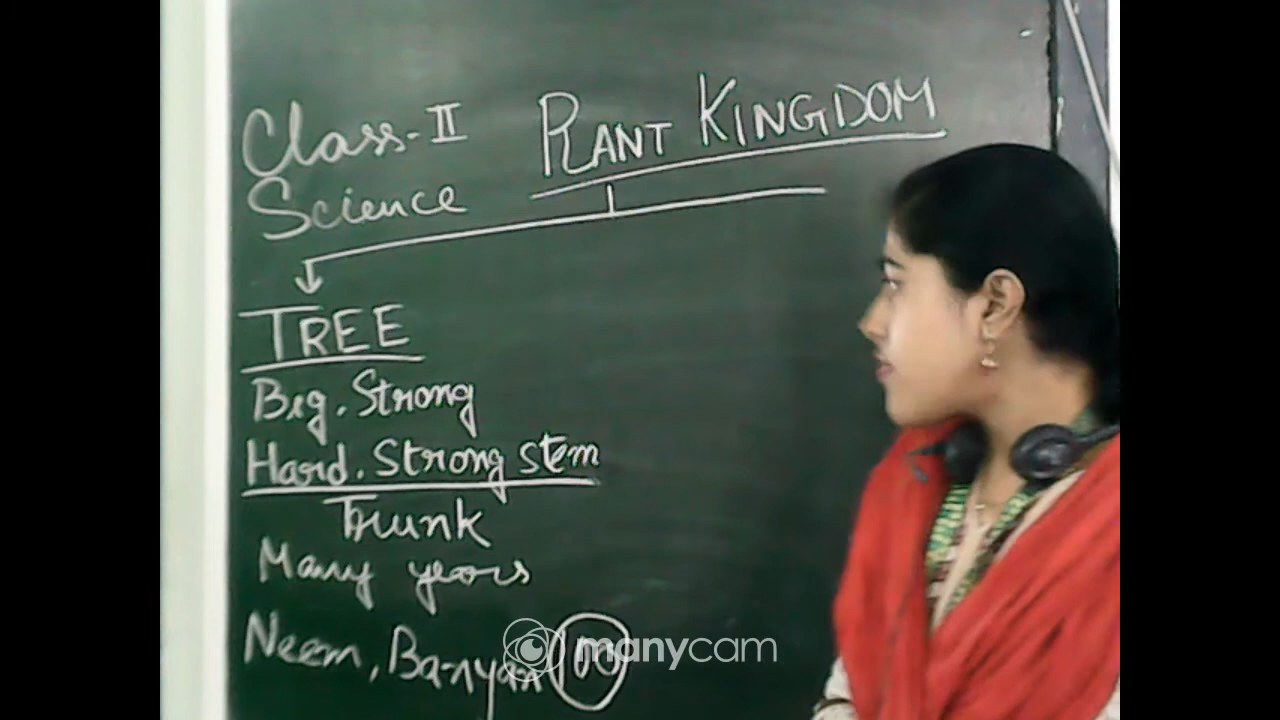 Class-II
PLANT KINGDOM
Science
TREE
Big. Strong
Hard. Strong stem
Trunk
Many years
Neem, Banyan
manycam